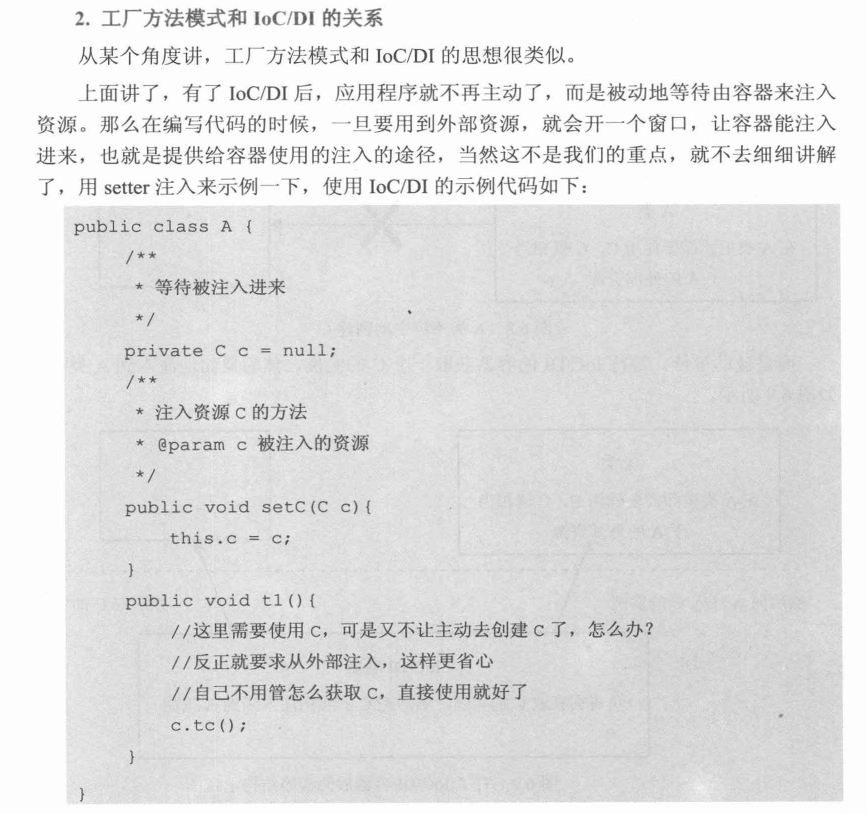 2. 工厂方法模式和 IoC/DI 的关系
从某个角度讲，工厂方法模式和 IoC/DI 的思想很类似。
上面讲了，有了 IoC/DI 后，应用程序就不再主动了，而是被动地等待由容器来注入
资源。那么在编写代码的时候，一旦要用到外部资源，就会开一个窗口，让容器能注入
进来，也就是提供给容器使用的注入的途径，当然这不是我们的重点，就不去细细讲解
了，用 setter 注入来示例一下，使用 IoC/DI 的示例代码如下：
public class A {
/**
* 等待被注入进来
*/
private C c = null;
/**
* 注入资源 C 的方法
* @param c 被注入的资源
*/
public void setC(C c){
this.c = c;
}
public void t1(){
//这里需要使用 C，可是又不让主动去创建 C 了，怎么办？
//反正就要求从外部注入，这样更省心
//自己不用管怎么获取 C，直接使用就好了
c.tc();
}
}